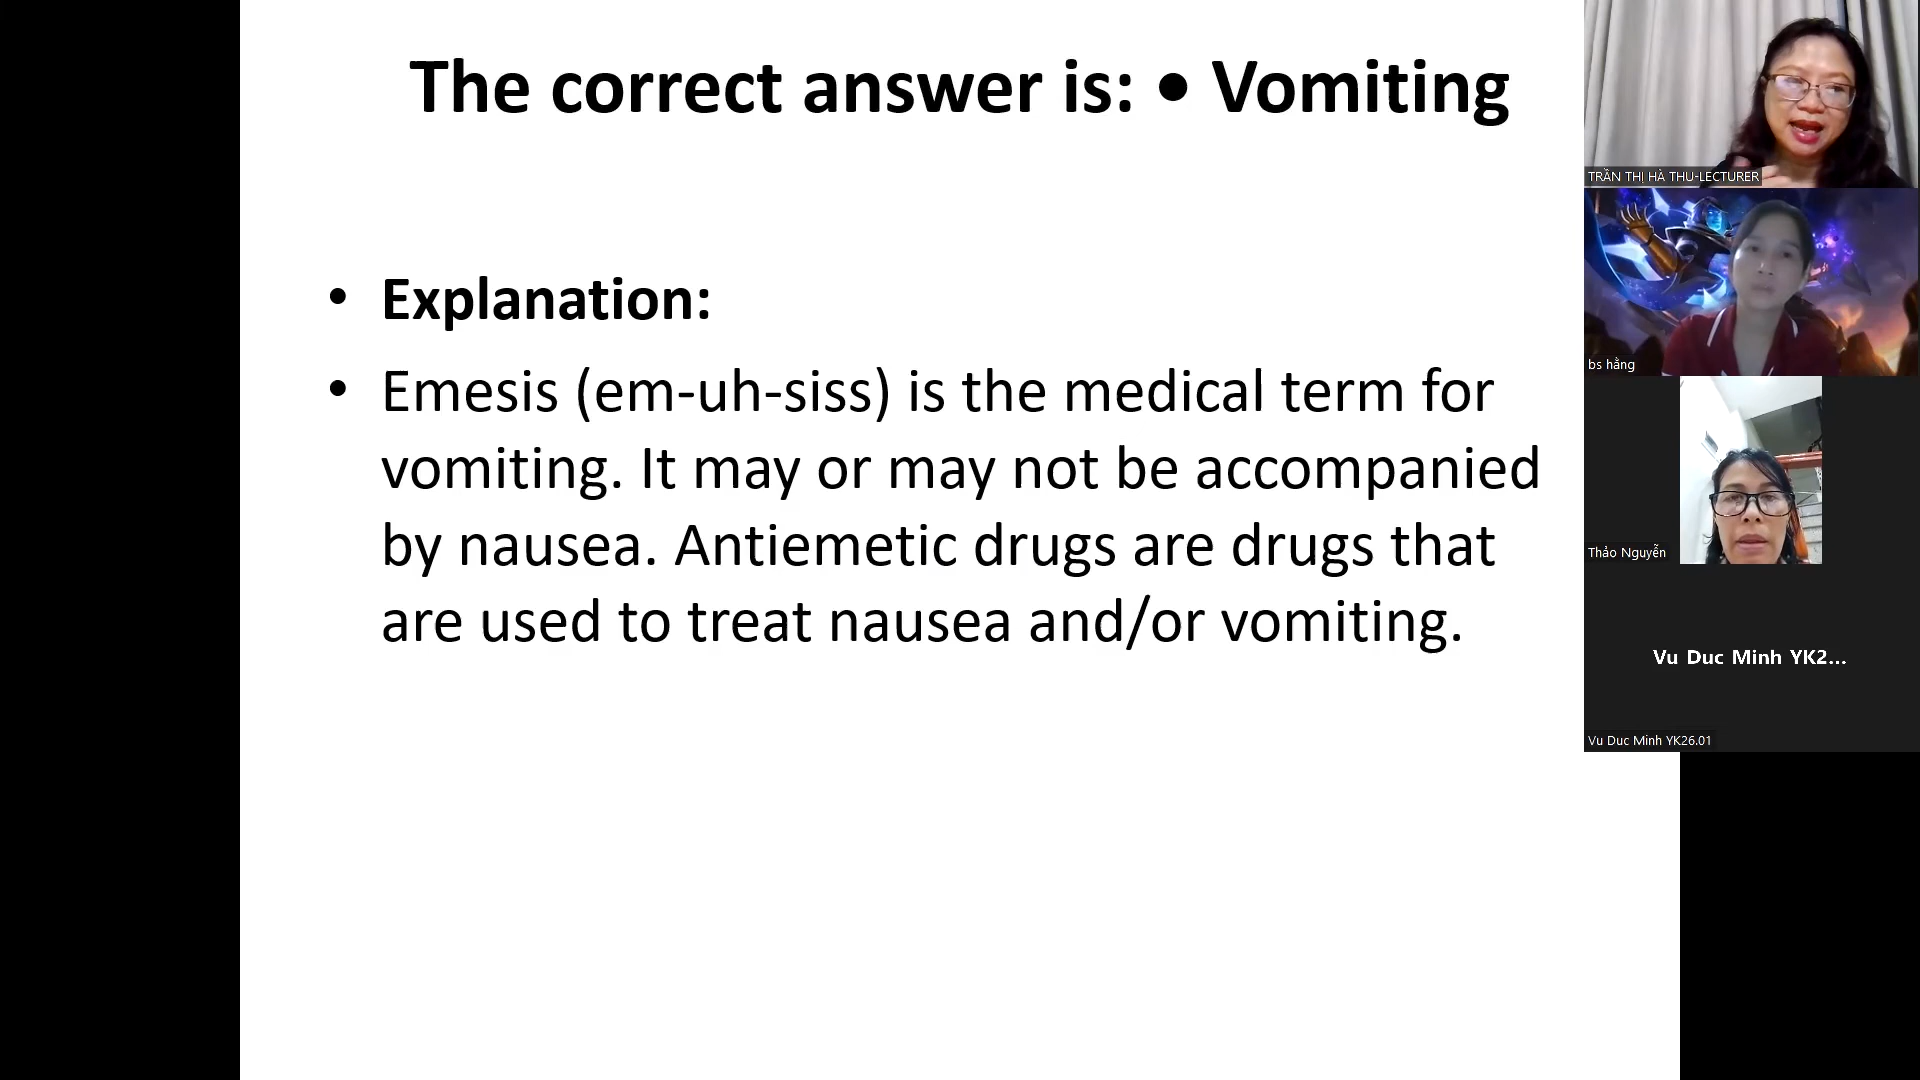 The correct answer is: • Vomiting
• Explanation:
• Emesis (em-uh-siss) is the medical term for
vomiting. It may or may not be accompanied
by nausea. Antiemetic drugs are drugs that
are used to treat nausea and/or vomiting.
TRẦN THỊ HÀ THU-LECTURER
bs hằng
Thảo Nguyễn
Vu Duc Minh YK2...
Vu Duc Minh YK26.01